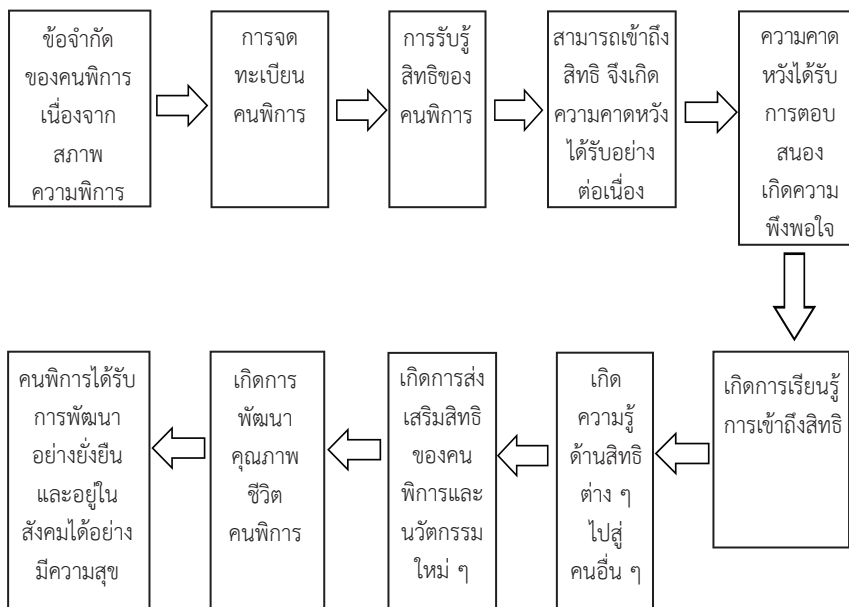 ข้อจำกัด
ของคนพิการ
เนื่องจาก
สภาพ
ความพิการ
การจด
ทะเบียน
คนพิการ
การรับรู้
สิทธิของ
คนพิการ
สามารถเข้าถึง
สิทธิ จึงเกิด
ความคาดหวัง
ได้รับอย่าง
ต่อเนื่อง
ความคาด
หวังได้รับ
การตอบ
สนอง
เกิดความ
พึงพอใจ
เกิดการเรียนรู้
การเข้าถึงสิทธิ
เกิด
ความรู้
ด้านสิทธิ
ต่าง ๆ
ไปสู่
คนอื่น ๆ
เกิดการส่ง
เสริมสิทธิ
ของคน
พิการและ
นวัตกรรม
ใหม่ ๆ
เกิดการ
พัฒนา
คุณภาพ
ชีวิต
คนพิการ
คนพิการได้รับ
การพัฒนา
อย่างยั่งยืน
และอยู่ใน
สังคมได้อย่าง
มีความสุข